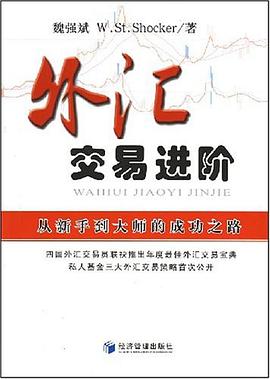 魏强斌 W.St.Shocker/著
外汇
交易进阶
WAIHUI JIAOYI JINJIE
从新手到大师的成功之路
四国外汇交易员联袂推出年度最佳外汇交易宝典
私人基金三大外汇交易策略首次公开
经济管理出版社